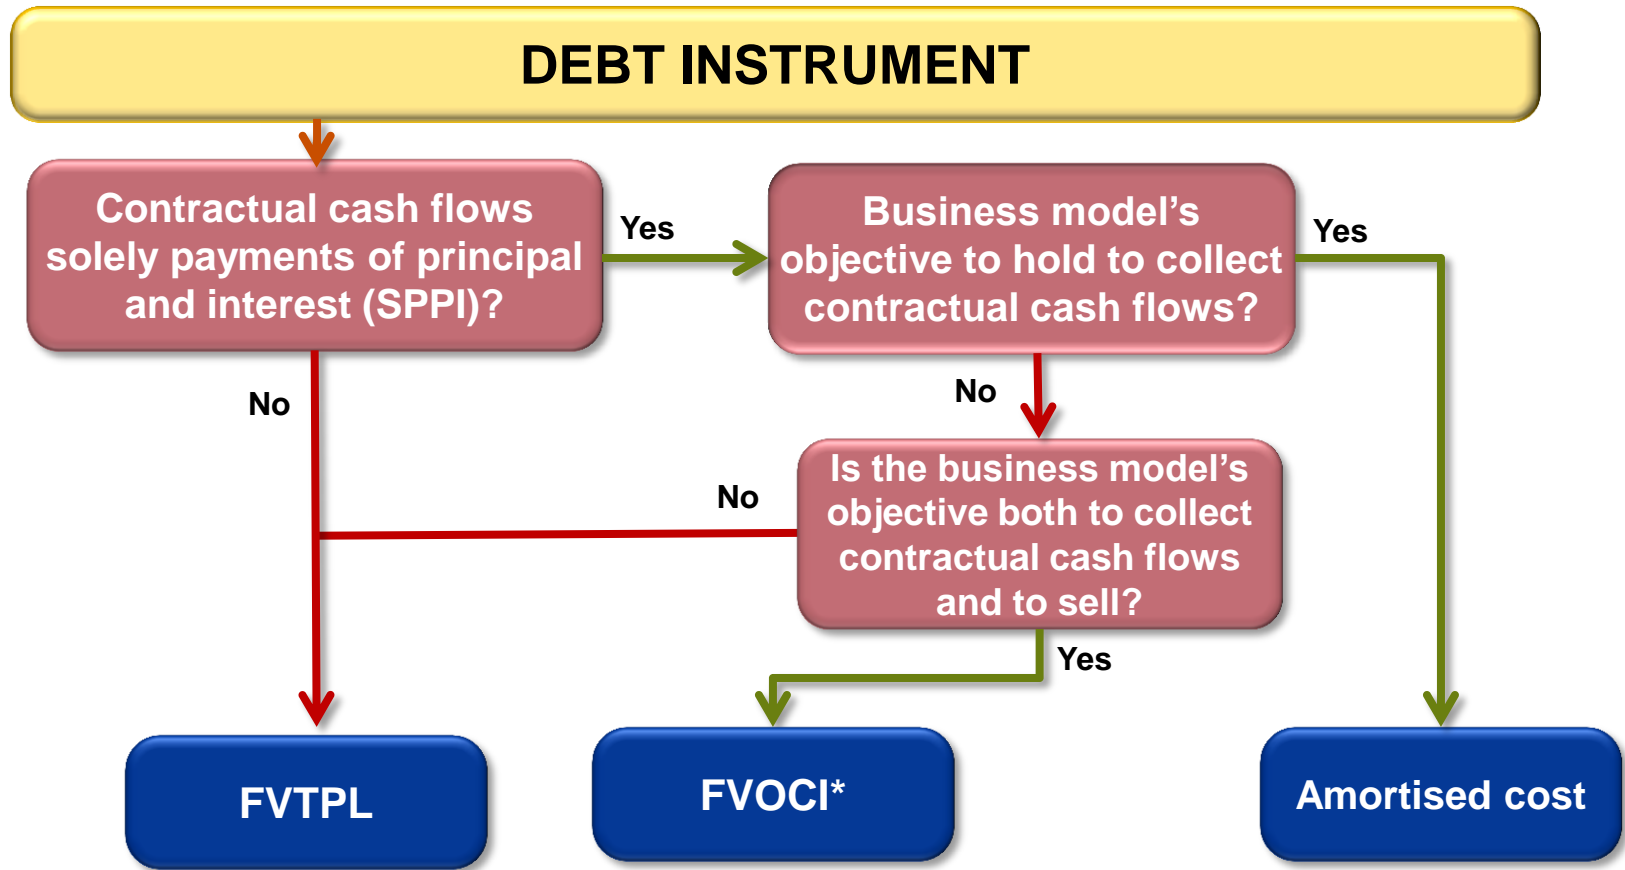 DEBT INSTRUMENT
Contractual cash flows
solely payments of principal
and interest (SPPI)?
Yes
Business model’s
objective to hold to collect
contractual cash flows?
Yes
No
No
Is the business model’s
objective both to collect
contractual cash flows
and to sell?
No
Yes
FVTPL
FVOCI*
Amortised cost